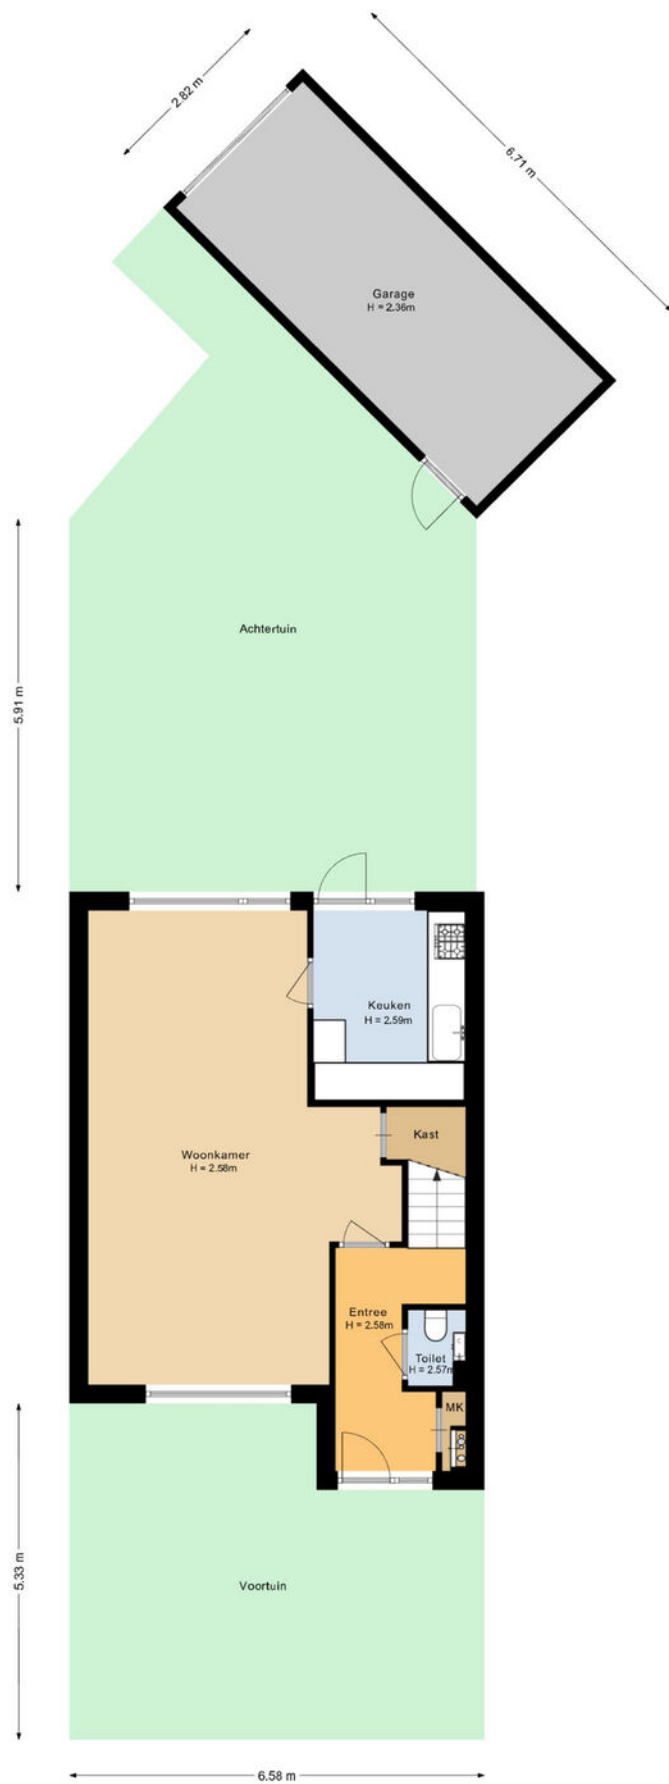 2.82 m
6.71 m
Garage
H = 2.36m
Achtertuin
5.91 m
Keuken
H = 2.59m
Kast
Woonkamer
H = 2.58m
Entree
H = 2.58m
Toilet
H = 2.57m
MK
Voortuin
5.33 m
6.58 m